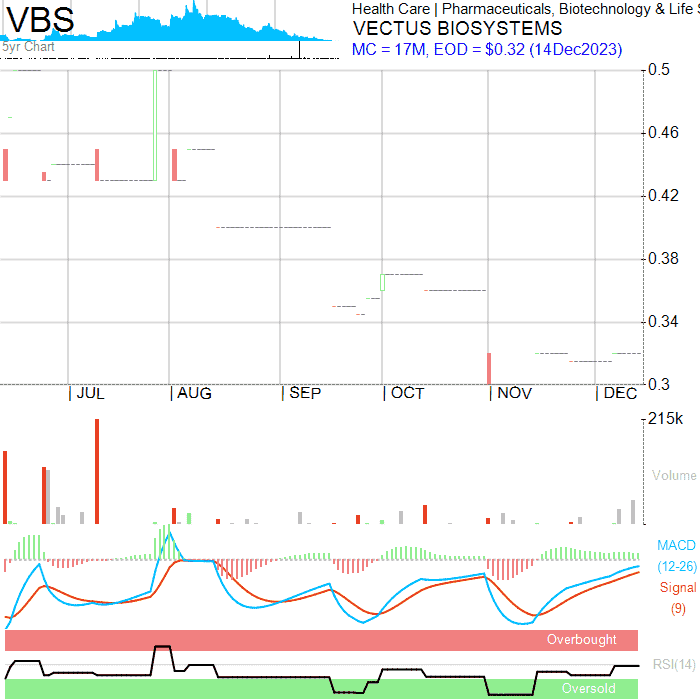 VBS
5yr Chart
Health Care | Pharmaceuticals, Biotechnology & Life S
VECTUS BIOSYSTEMS
MC = 17M, EOD = $0.32 (14Dec2023)
0.5
0.46
0.42
0.38
0.34
0.3
JUL AUG SEP OCT NOV DEC
215k
Volume
MACD
(12-26)
Signal
(9)
Overbought
RSI(14)
Oversold